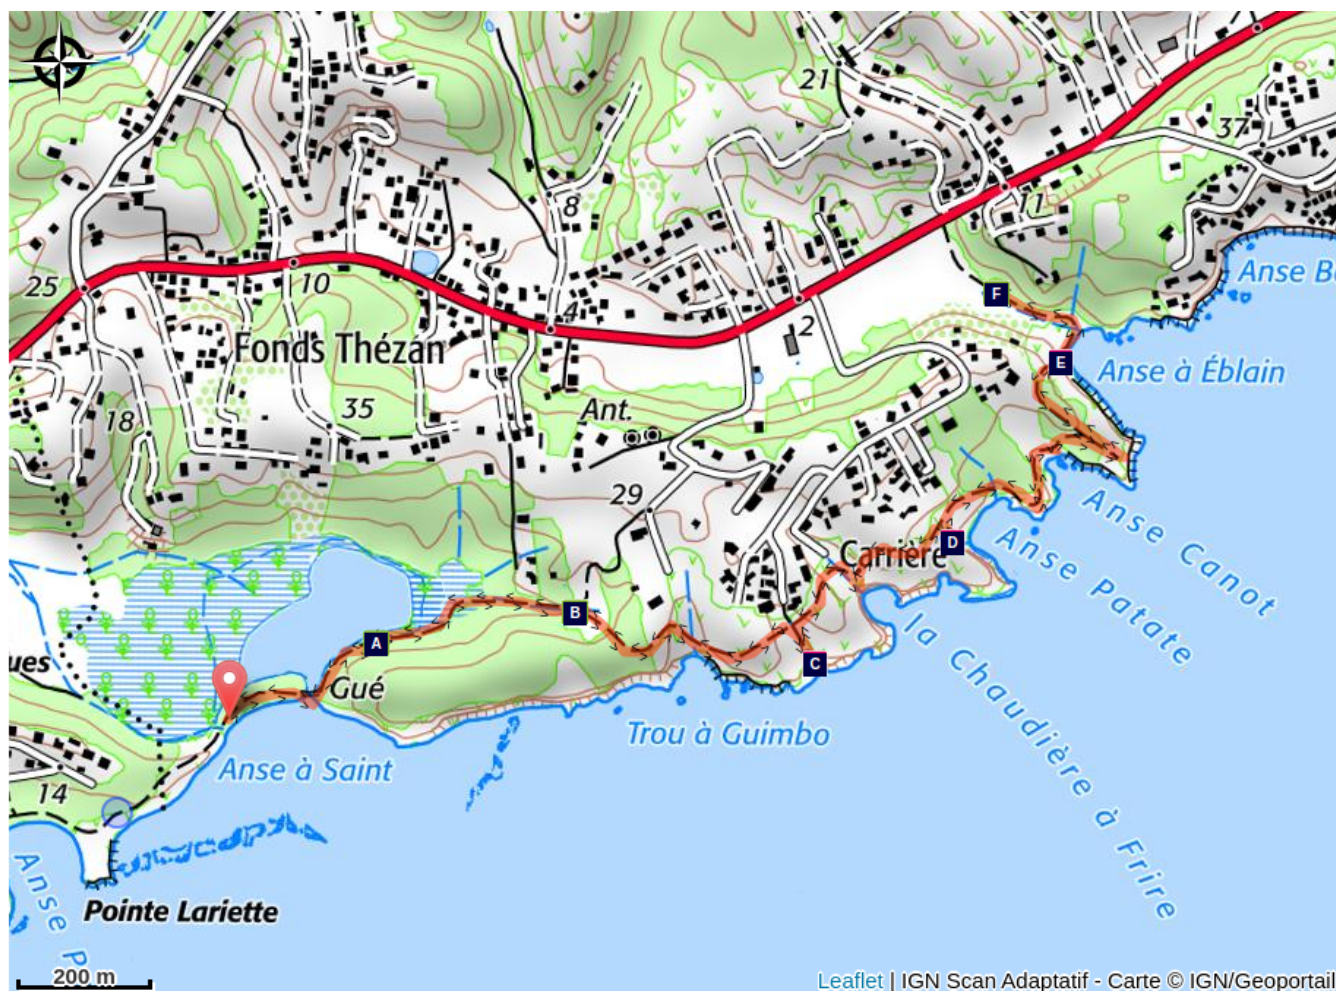 21
37
11
8
Anse B
25
10
F
4
2
Fonds Thézan
E
Anse à Éblain
35
Ant.
18
29
Anse Canot
D
Carrière
Anse Patate
B
la Chaudière à Frire
A
ues
C
Gué
Trou à Guimbo
Anse à Saint
14
Anse P
Pointe Lariette
200 m
Leaflet | IGN Scan Adaptatif - Carte © IGN/Geoportail